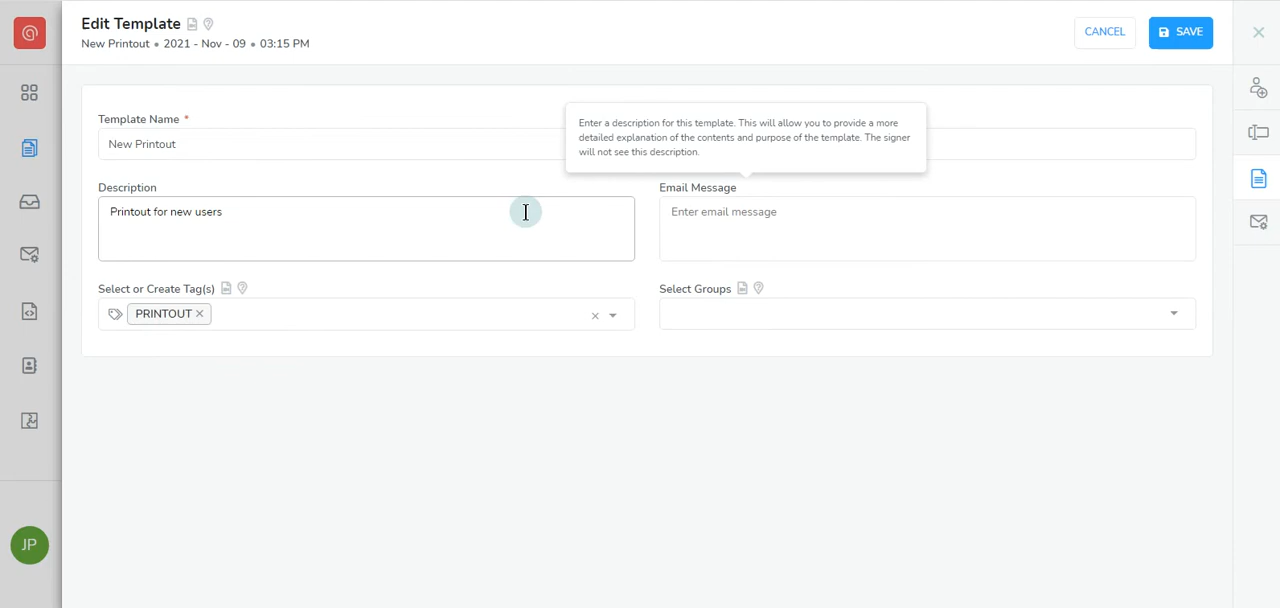 Edit Template
New Printout • 2021 - Nov - 09 • 03:15 PM
CANCEL
SAVE
Template Name *
New Printout
Enter a description for this template. This will allow you to provide a more
detailed explanation of the contents and purpose of the template. The signer
will not see this description.
Description
Printout for new users
Email Message
Enter email message
Select or Create Tag(s)
PRINTOUT
Select Groups
JP